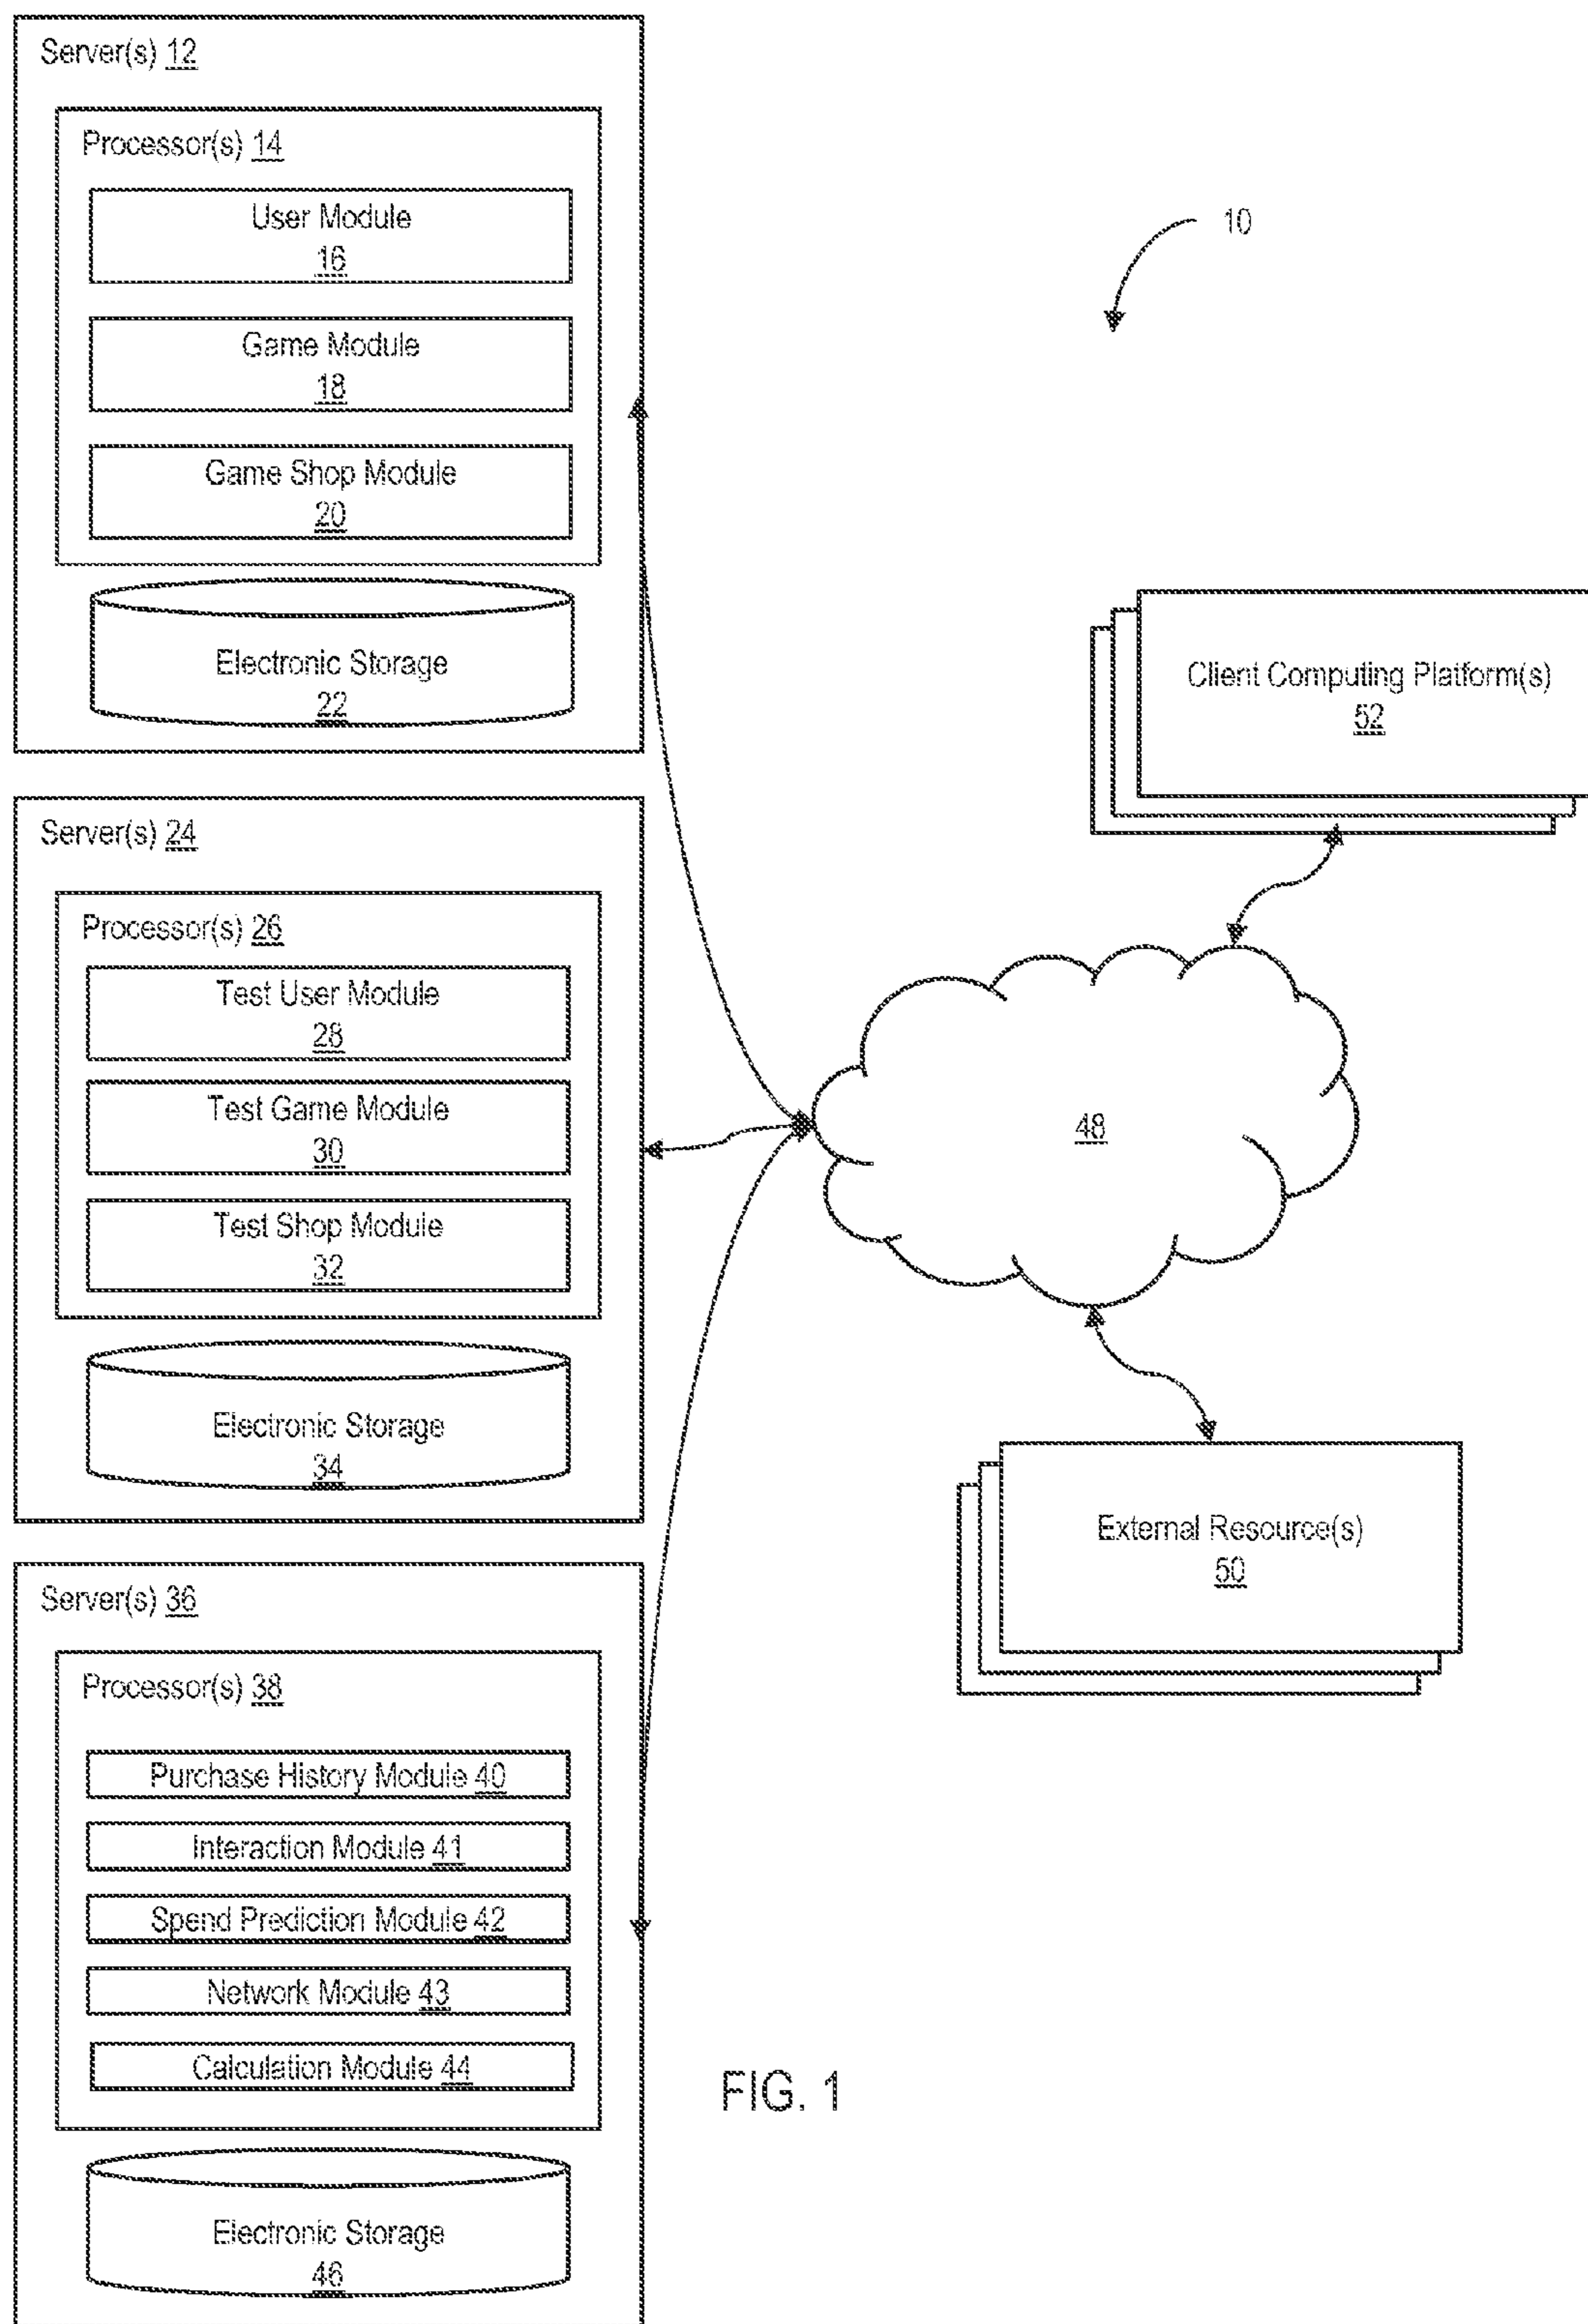 Server(s) 12
Processor(s) 14
User Module
16
Game Module
18
Game Shop Module
20
Electronic Storage
22
10
Client Computing Platform(s)
52
Server(s) 24
Processor(s) 26
Test User Module
28
Test Game Module
30
Test Shop Module
32
Electronic Storage
34
48
External Resource(s)
50
Server(s) 36
Processor(s) 38
Purchase History Module 40
Interaction Module 41
Spend Prediction Module 42
Network Module 43
Calculation Module 44
Electronic Storage
46
FIG. 1